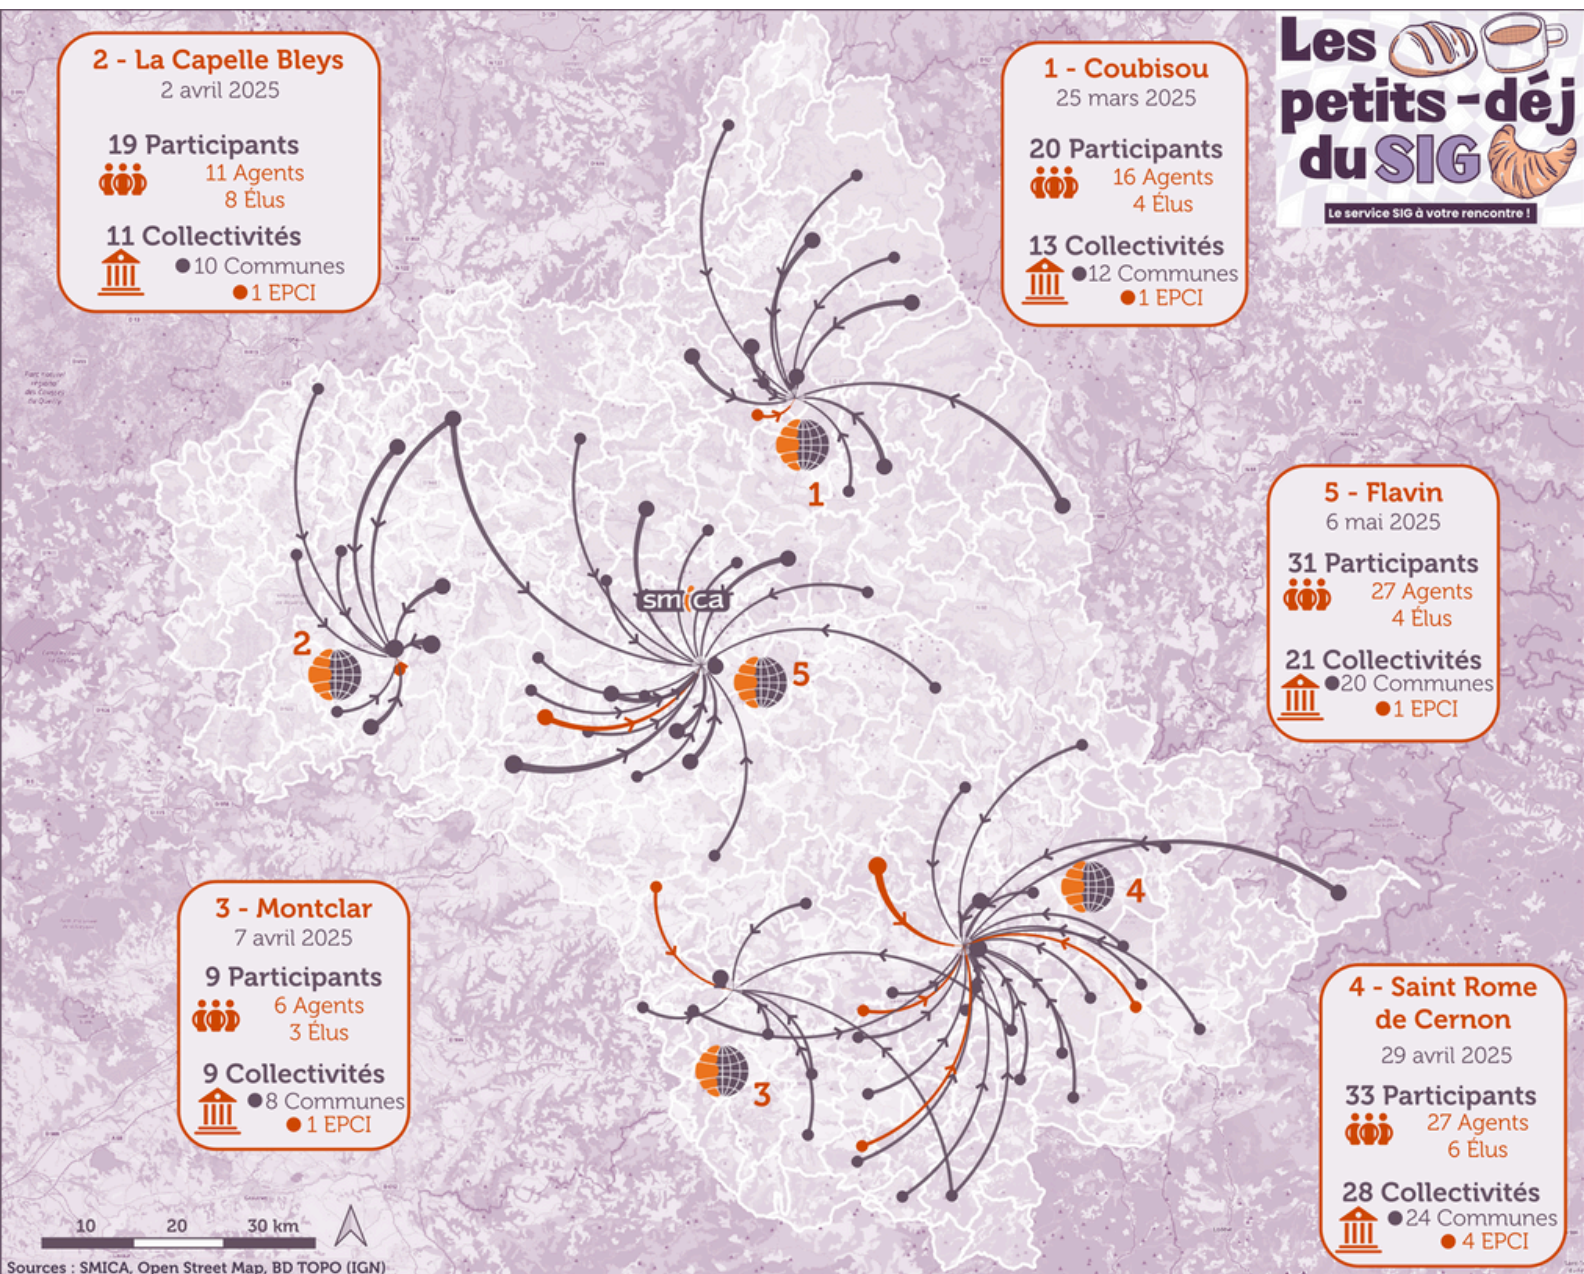 2 - La Capelle Bleys
2 avril 2025
19 Participants
11 Agents
8 Élus
11 Collectivités
10 Communes
1 EPCI
1 - Coubisou
25 mars 2025
20 Participants
16 Agents
4 Élus
13 Collectivités
12 Communes
1 EPCI
Les
petits-déj
du SIG
Le service SIG à votre rencontre !
1
5 - Flavin
6 mai 2025
31 Participants
27 Agents
4 Élus
21 Collectivités
20 Communes
1 EPCI
smica
2
5
4
3 - Montclar
7 avril 2025
9 Participants
6 Agents
3 Élus
9 Collectivités
8 Communes
1 EPCI
3
4 - Saint Rome
de Cernon
29 avril 2025
33 Participants
27 Agents
6 Élus
28 Collectivités
24 Communes
4 EPCI
10 20 30 km
Sources : SMICA, Open Street Map, BD TOPO (IGN)